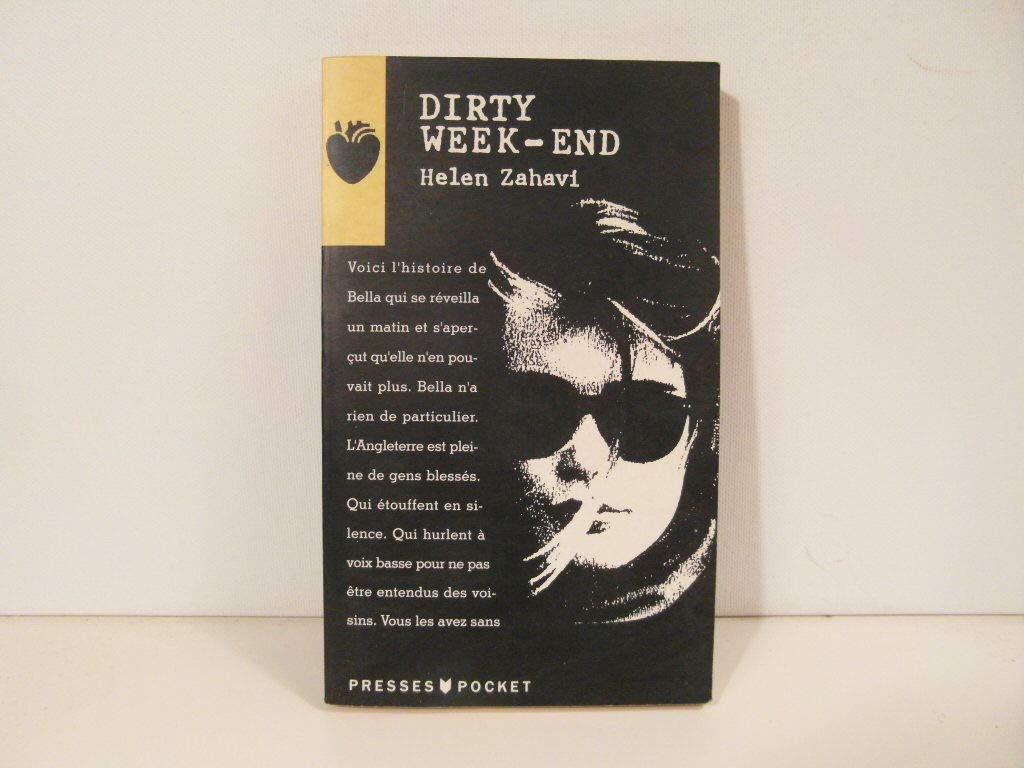 DIRTY
WEEK-END
Helen Zahavi
Voici l'histoire de
Bella qui se réveilla
un matin et s'aper-
çut qu'elle n'en pou-
vait plus. Bella n'a
rien de particulier.
L'Angleterre est plei-
ne de gens blessés.
Qui étouffent en si-
lence. Qui hurlent à
voix basse pour ne pas
être entendus des voi-
sins. Vous les avez sans
PRESSES POCKET